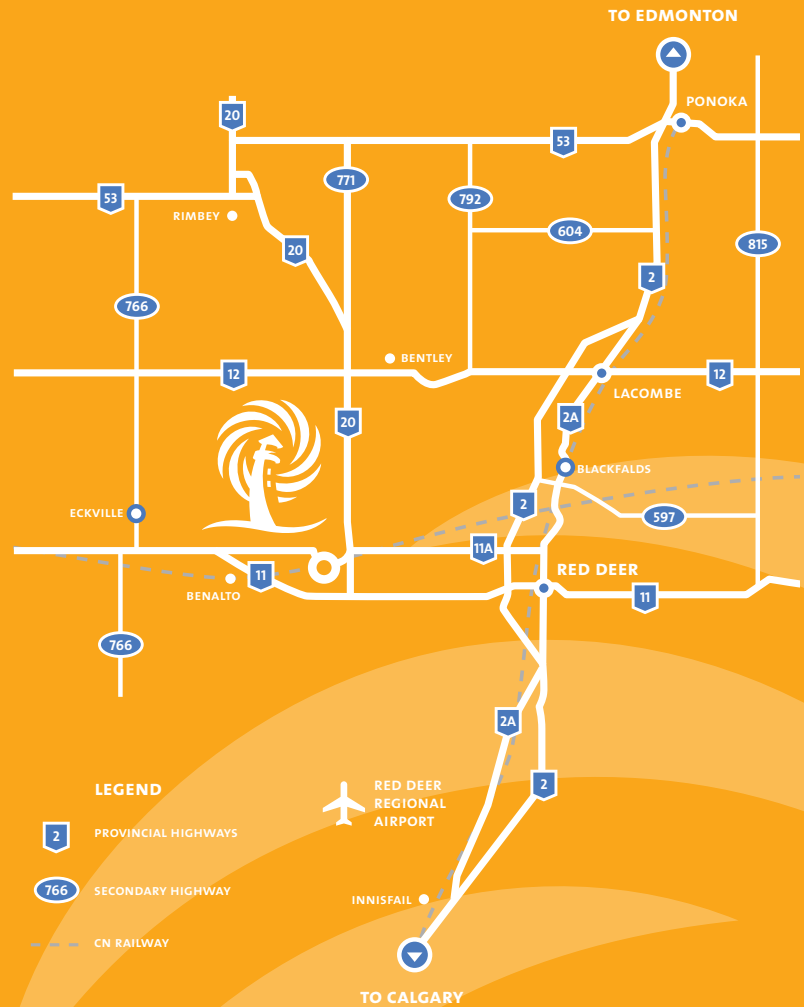 TO EDMONTON
PONOKA
20
53
771
792
53
RIMBEY
604
815
20
2
766
BENTLEY
12
12
LACOMBE
20
2A
BLACKFALDS
ECKVILLE
2
597
11A
RED DEER
11
BENALTO
11
766
2A
2
LEGEND
RED DEER
REGIONAL
AIRPORT
2
PROVINCIAL HIGHWAYS
766
SECONDARY HIGHWAY
INNISFAIL
CN RAILWAY
TO CALGARY